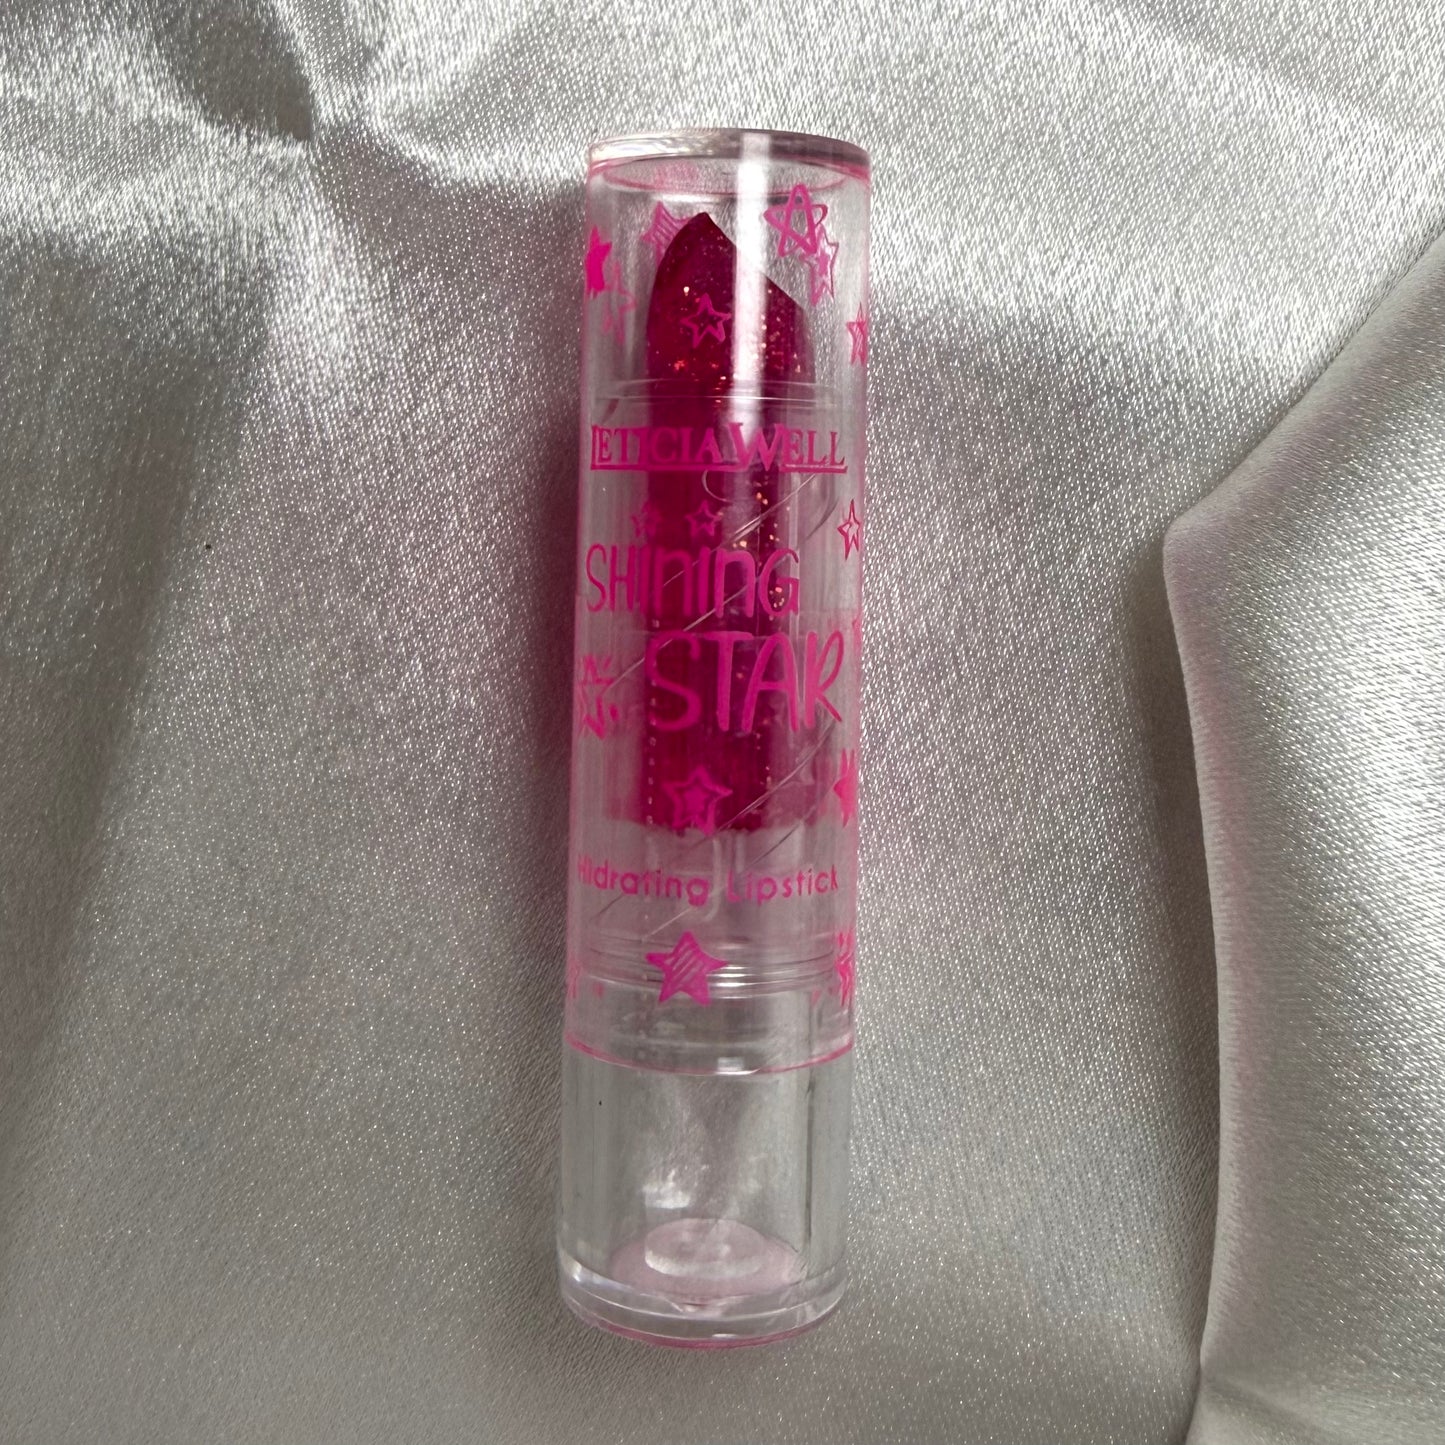 LETICIA WELL
SHINING
STAR
Hidrating Lipstick